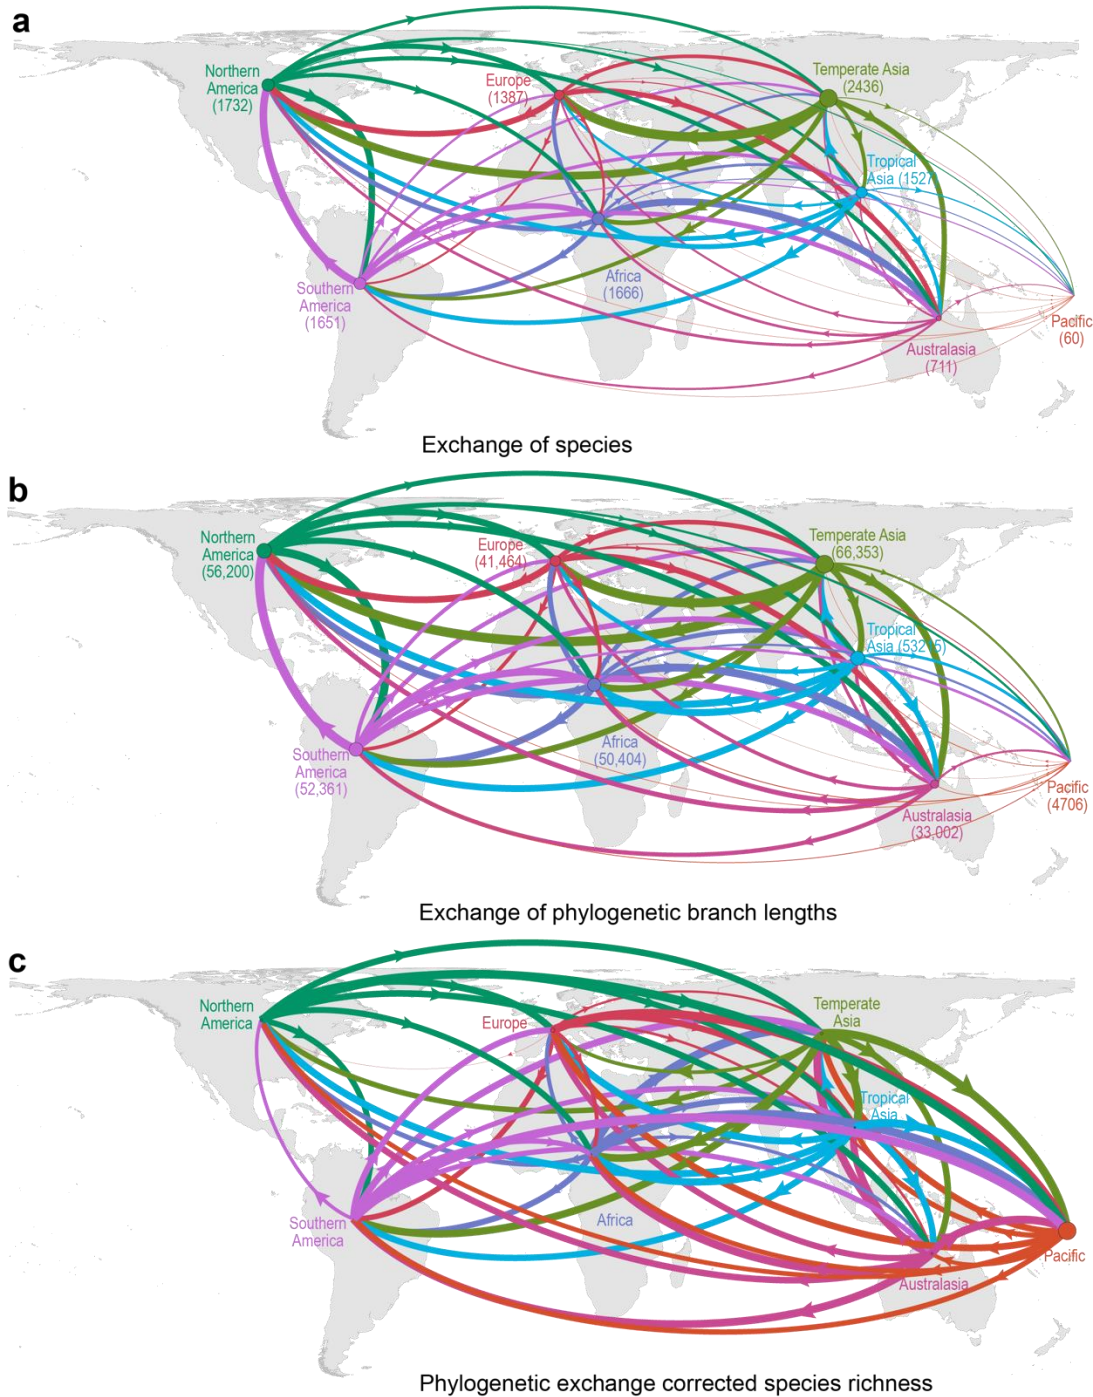 a
Northern
America
(1732)
Europe
(1387)
Temperate Asia
(2436)
Tropical
Asia (1527)
Southern
America
(1651)
Africa
(1666)
Pacific
(60)
Australasia
(711)
Exchange of species
b
Northern
America
(56,200)
Europe
(41,464)
Temperate Asia
(66,353)
Tropical
Asia
Southern
America
(52,361)
Africa
(50,404)
Pacific
(4706)
Australasia
(33,002)
Exchange of phylogenetic branch lengths
c
Northern
America
Europe
Temperate
Asia
Tropical
Asia
Southern
America
Africa
Pacific
Australasia
Phylogenetic exchange corrected species richness